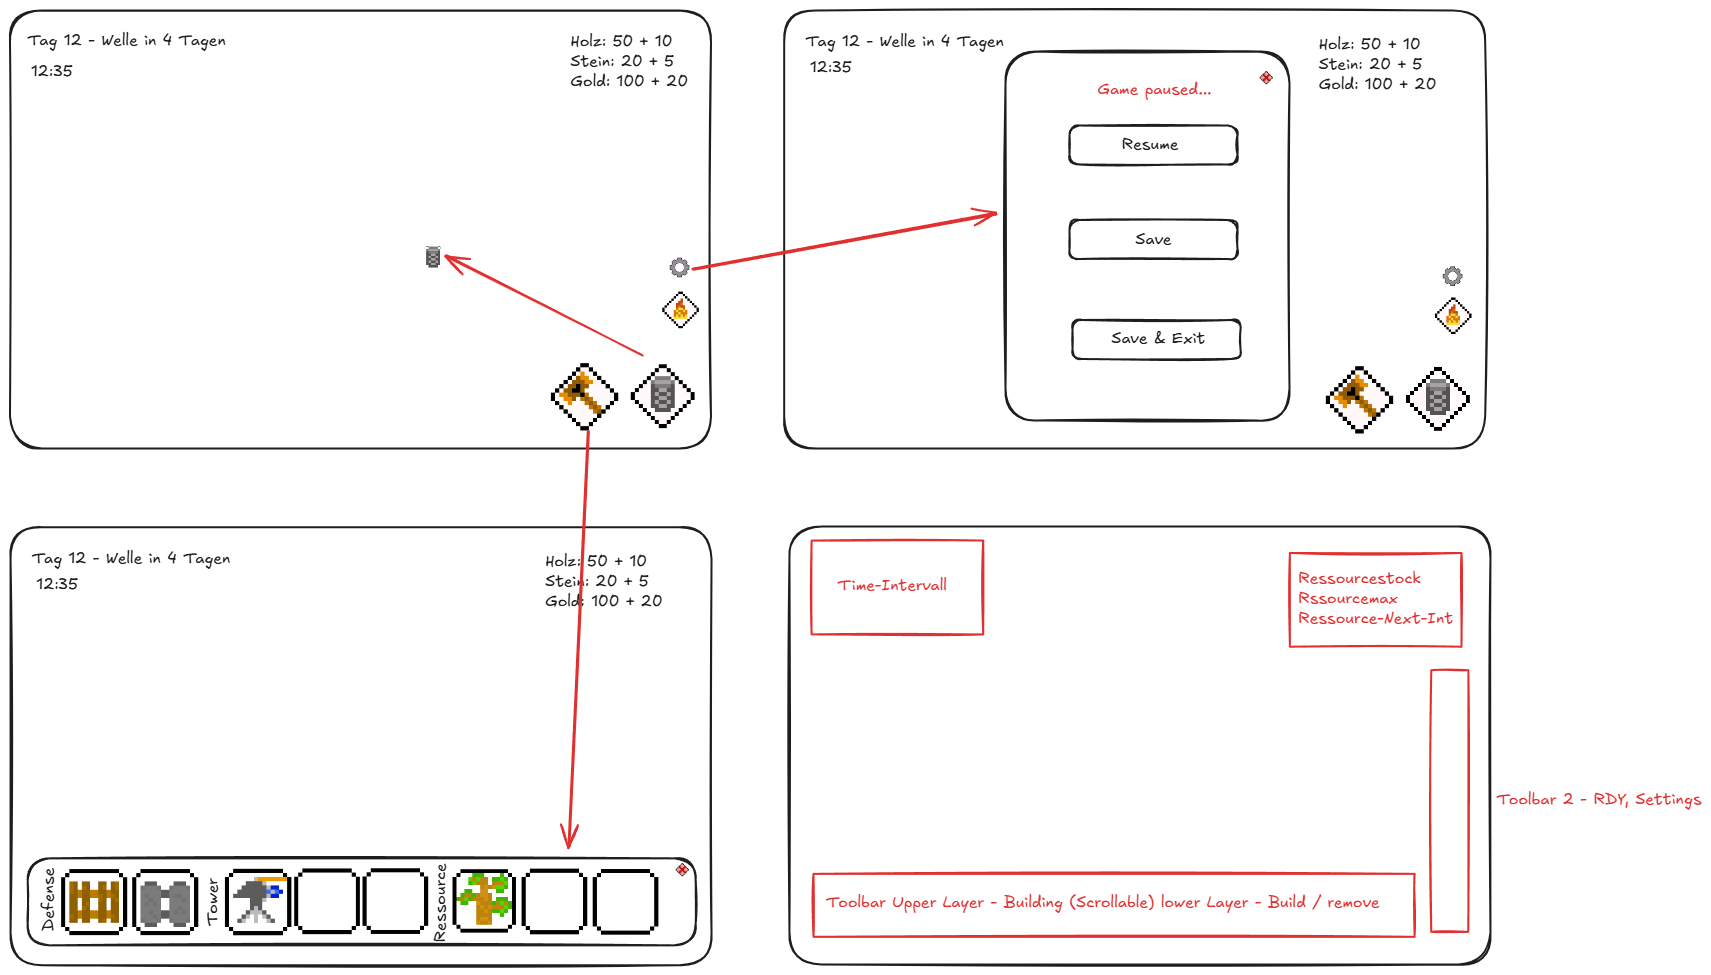 Tag 12 - Welle in 4 Tagen
12:35
Holz: 50 + 10
Stein: 20 + 5
Gold: 100 + 20
Tag 12 - Welle in 4 Tagen
12:35
Game paused...
Resume
Save
Save & Exit
Holz: 50 + 10
Stein: 20 + 5
Gold: 100 + 20
Tag 12 - Welle in 4 Tagen
12:35
Holz: 50 + 10
Stein: 20 + 5
Gold: 100 + 20
Defense
Tower
Ressource
Time-Intervall
Ressourcestock
Rssourcemax
Ressource-Next-Int
Toolbar 2 - RDY, Settings
Toolbar Upper Layer - Building (Scrollable) lower Layer - Build / remove